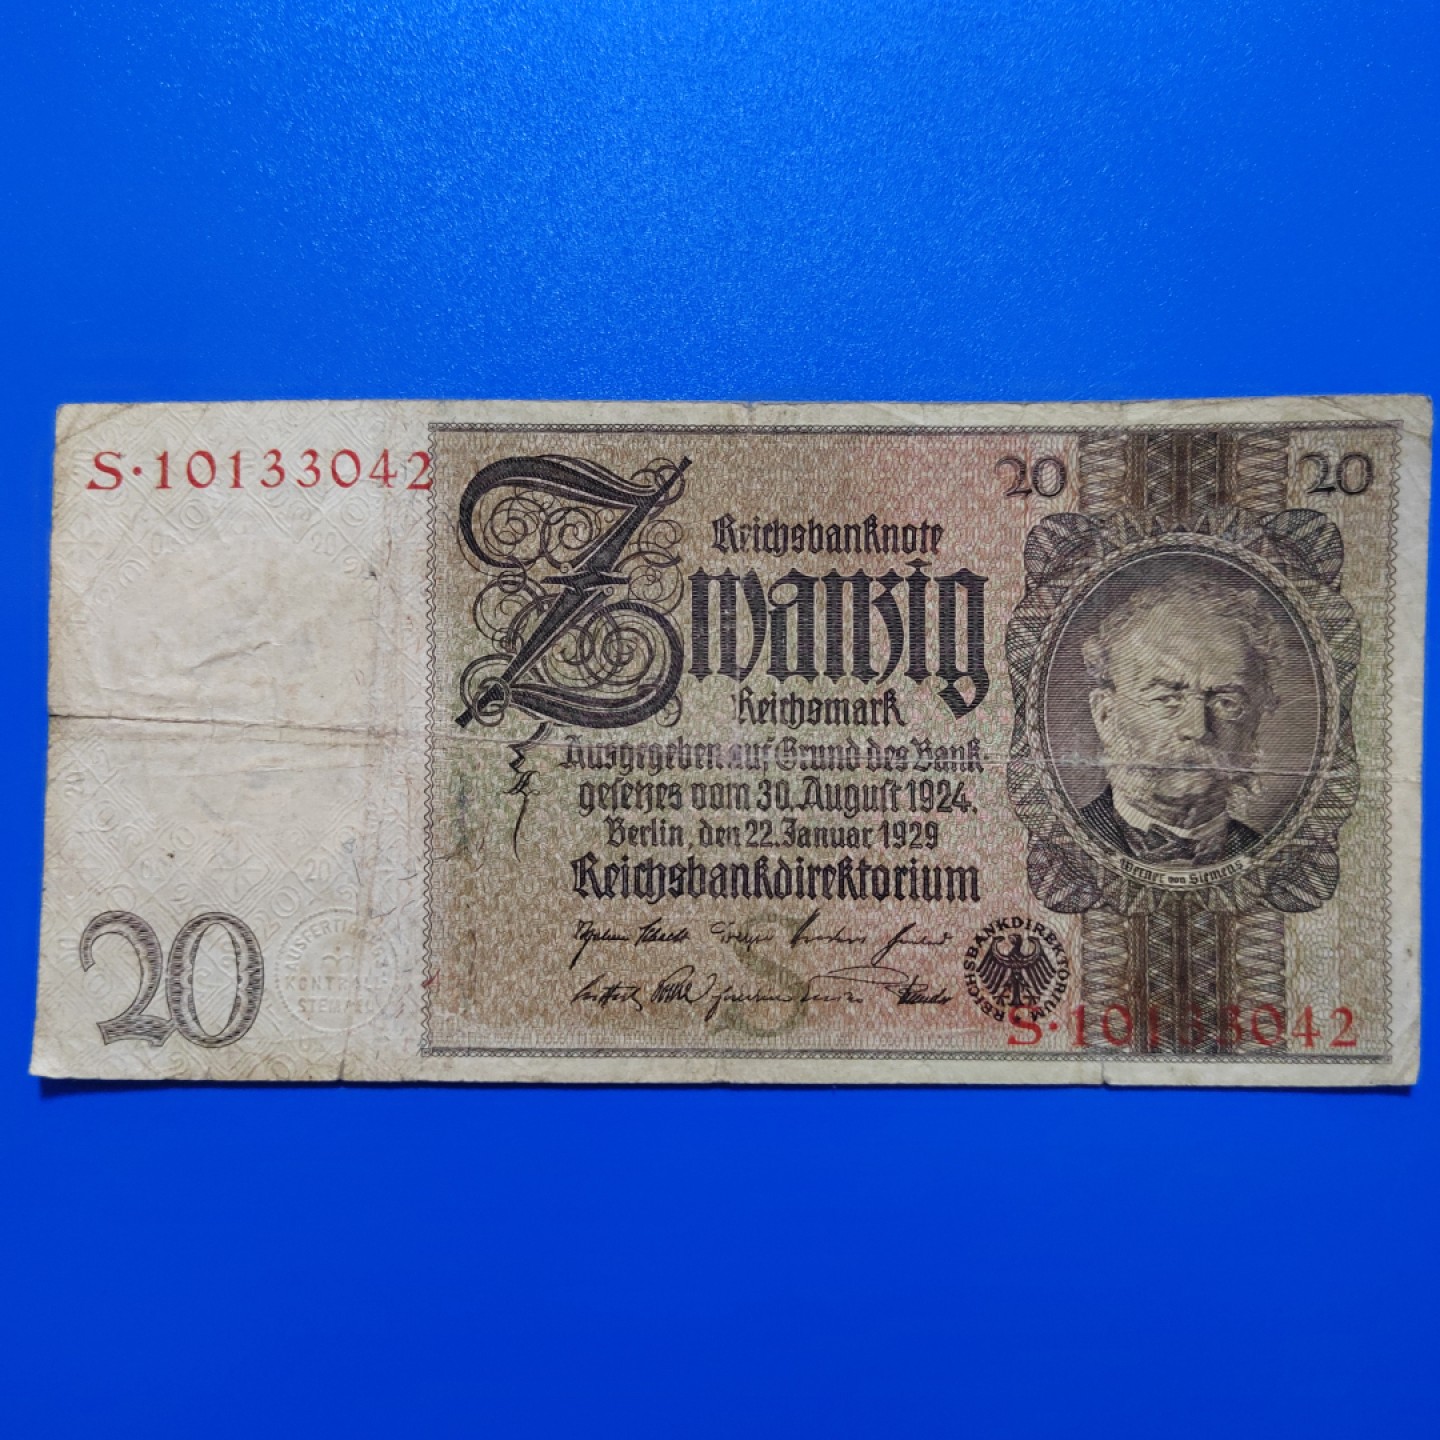 S·10133042
20
20
Reichsbanknote
Zwanzig
Reichsmark
Ausgegeben auf Grund des Bank-
gesetzes vom 30. August 1924.
Berlin, den 22. Januar 1929
Reichsbankdirektorium
Werner von Siemens
REICHSBANKDIREKTORIUM
S
20
AUSFERTIGUNGS
KONTROLL
STEMPEL
S·10133042